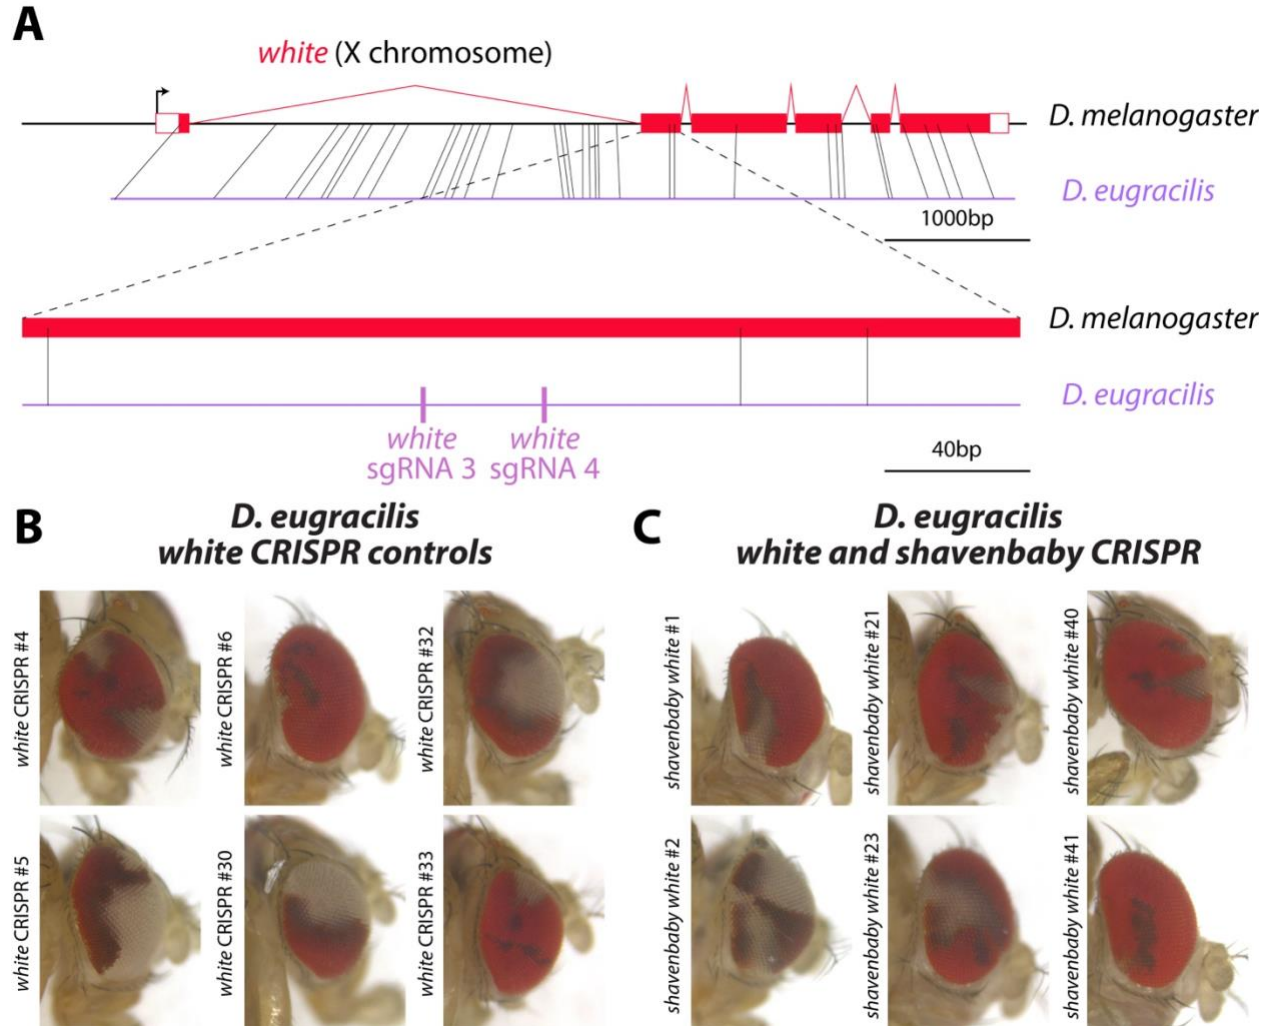 A
white (X chromosome)
D. melanogaster
D. eugracilis
1000bp
D. melanogaster
D. eugracilis
white
sgRNA 3
white
sgRNA 4
40bp
B
D. eugracilis
white CRISPR controls
white CRISPR #4
white CRISPR #6
white CRISPR #32
white CRISPR #5
white CRISPR #30
white CRISPR #33
C
D. eugracilis
white and shavenbaby CRISPR
shavenbaby white #1
shavenbaby white #21
shavenbaby white #40
shavenbaby white #2
shavenbaby white #23
shavenbaby white #41